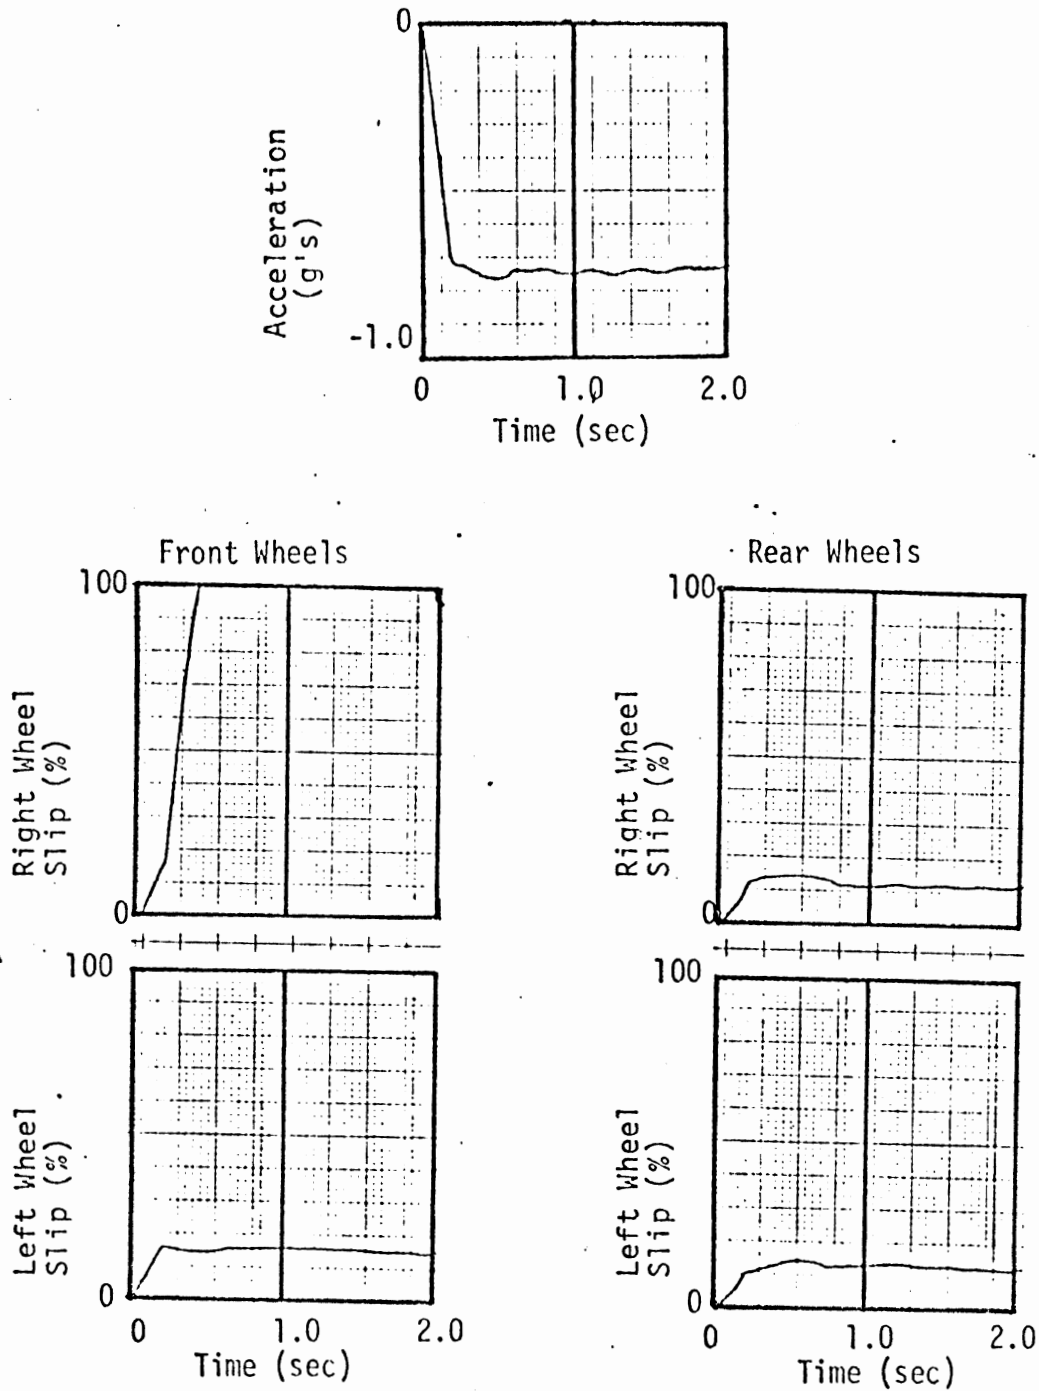 0
Acceleration
(g's)
-1.0
0 1.0 2.0
Time (sec)
Front Wheels
100
Right Wheel
Slip (%)
0
100
Left Wheel
Slip (%)
0
0 1.0 2.0
Time (sec)
Rear Wheels
100
Right Wheel
Slip (%)
0
100
Left Wheel
Slip (%)
0
0 1.0 2.0
Time (sec)